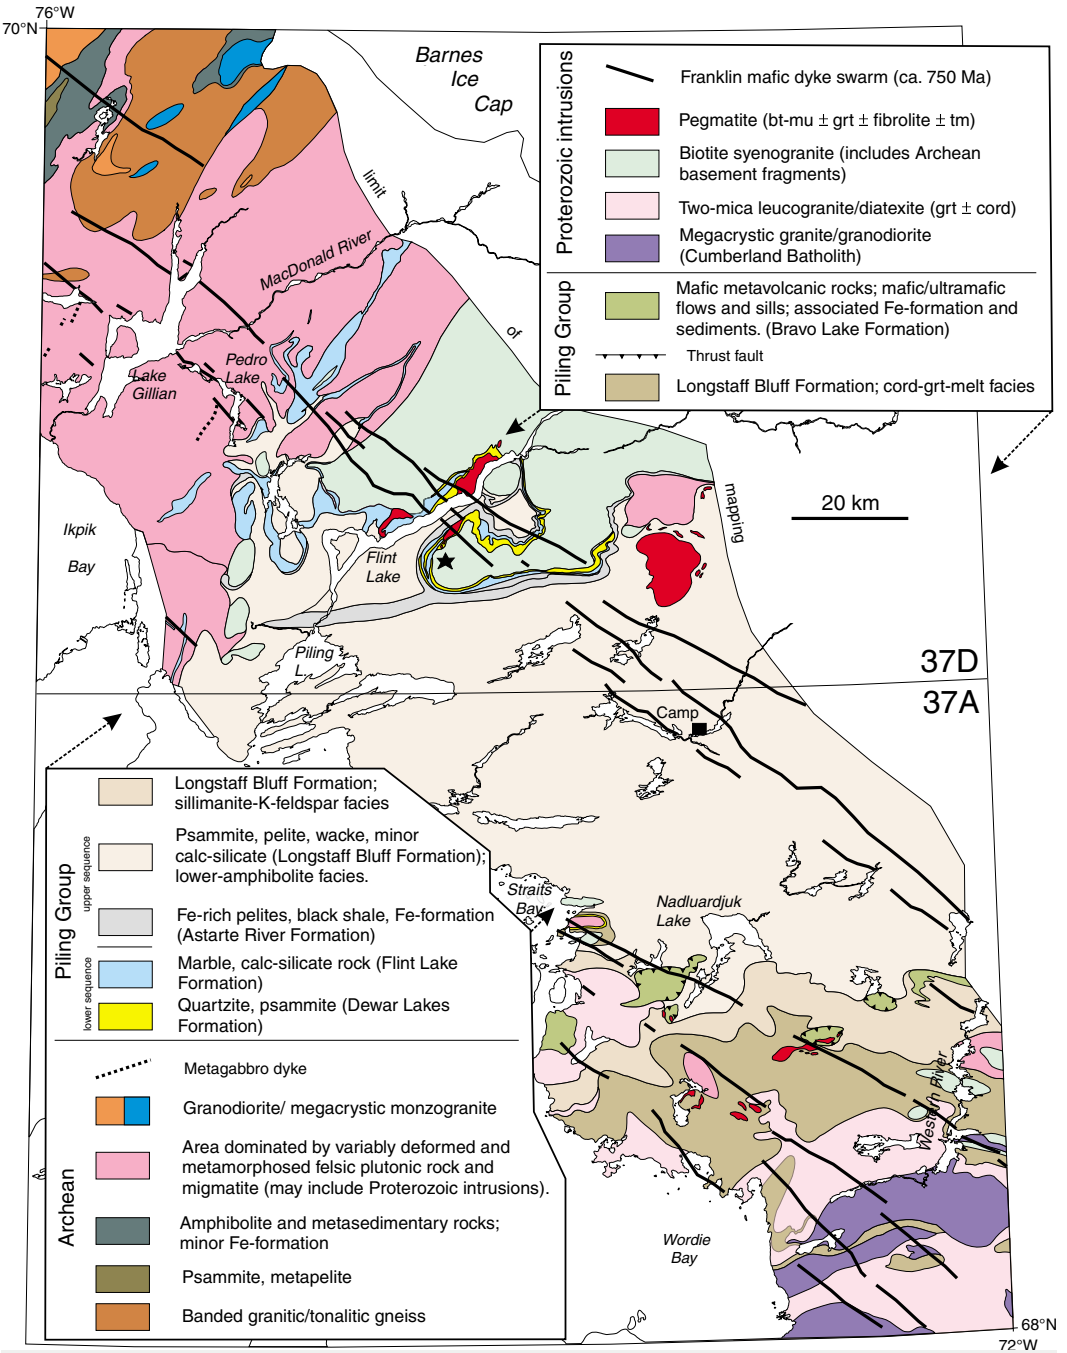 76°W
70°N
Barnes
Ice
Cap
limit
of
mapping
MacDonald River
Pedro
Lake
Lake
Gillian
Ikpik
Bay
Flint
Lake
Piling
L.
20 km
37D
37A
Camp
Straits
Bay
Nadluardjuk
Lake
Western River
Wordie
Bay
68°N
72°W
Proterozoic intrusions
Franklin mafic dyke swarm (ca. 750 Ma)
Pegmatite (bt-mu ± grt ± fibrolite ± tm)
Biotite syenogranite (includes Archean
basement fragments)
Two-mica leucogranite/diatexite (grt ± cord)
Megacrystic granite/granodiorite
(Cumberland Batholith)
Piling Group
Mafic metavolcanic rocks; mafic/ultramafic
flows and sills; associated Fe-formation and
sediments. (Bravo Lake Formation)
Thrust fault
Longstaff Bluff Formation; cord-grt-melt facies
Piling Group
upper sequence
lower sequence
Longstaff Bluff Formation;
sillimanite-K-feldspar facies
Psammite, pelite, wacke, minor
calc-silicate (Longstaff Bluff Formation);
lower-amphibolite facies.
Fe-rich pelites, black shale, Fe-formation
(Astarte River Formation)
Marble, calc-silicate rock (Flint Lake
Formation)
Quartzite, psammite (Dewar Lakes
Formation)
Archean
Metagabbro dyke
Granodiorite/ megacrystic monzogranite
Area dominated by variably deformed and
metamorphosed felsic plutonic rock and
migmatite (may include Proterozoic intrusions).
Amphibolite and metasedimentary rocks;
minor Fe-formation
Psammite, metapelite
Banded granitic/tonalitic gneiss